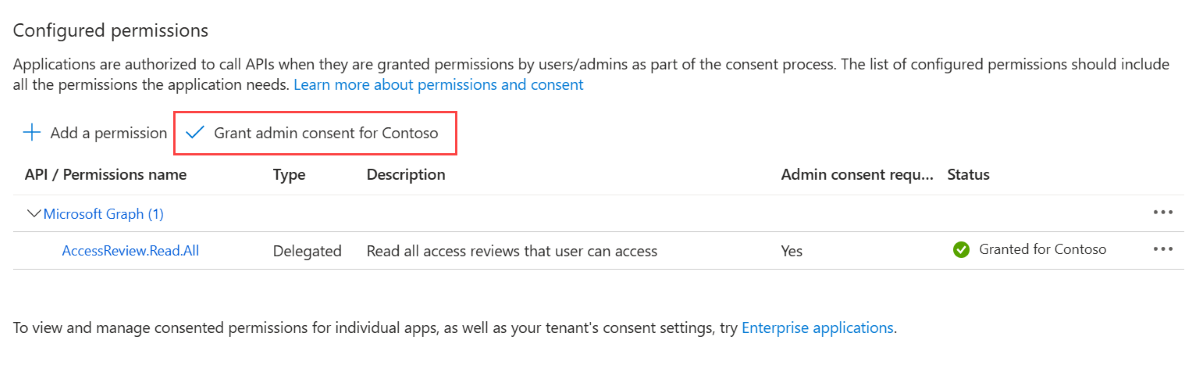 Configured permissions
Applications are authorized to call APIs when they are granted permissions by users/admins as part of the consent process. The list of configured permissions should include
all the permissions the application needs. Learn more about permissions and consent
Add a permission Grant admin consent for Contoso
API / Permissions name Type Description Admin consent requ... Status
Microsoft Graph (1)
AccessReview.Read.All Delegated Read all access reviews that user can access Yes Granted for Contoso
To view and manage consented permissions for individual apps, as well as your tenant's consent settings, try Enterprise applications.